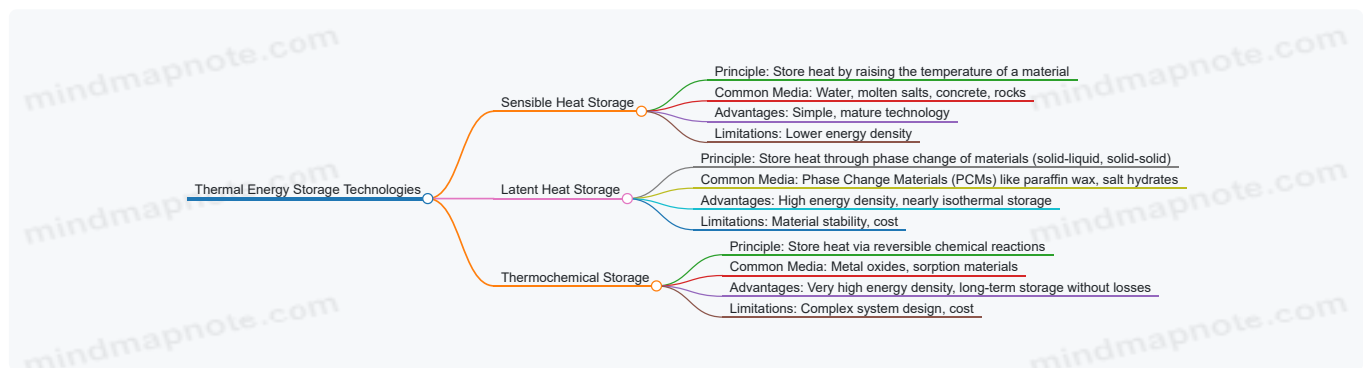 mindmapnote.com
mindmapnote.com
Principle: Store heat by raising the temperature of a material
Common Media: Water, molten salts, concrete, rocks
Sensible Heat Storage
Advantages: Simple, mature technology
Limitations: Lower energy density
Principle: Store heat through phase change of materials (solid-liquid, solid-solid)
mindmapnote.com
mindmapnote.com
Common Media: Phase Change Materials (PCMs) like paraffin wax, salt hydrates
Thermal Energy Storage Technologies
Latent Heat Storage
Advantages: High energy density, nearly isothermal storage
Limitations: Material stability, cost
Principle: Store heat via reversible chemical reactions
Common Media: Metal oxides, sorption materials
Thermochemical Storage
Advantages: Very high energy density, long-term storage without losses
Limitations: Complex system design, cost
mindmapnote.com
mindmapnote.com